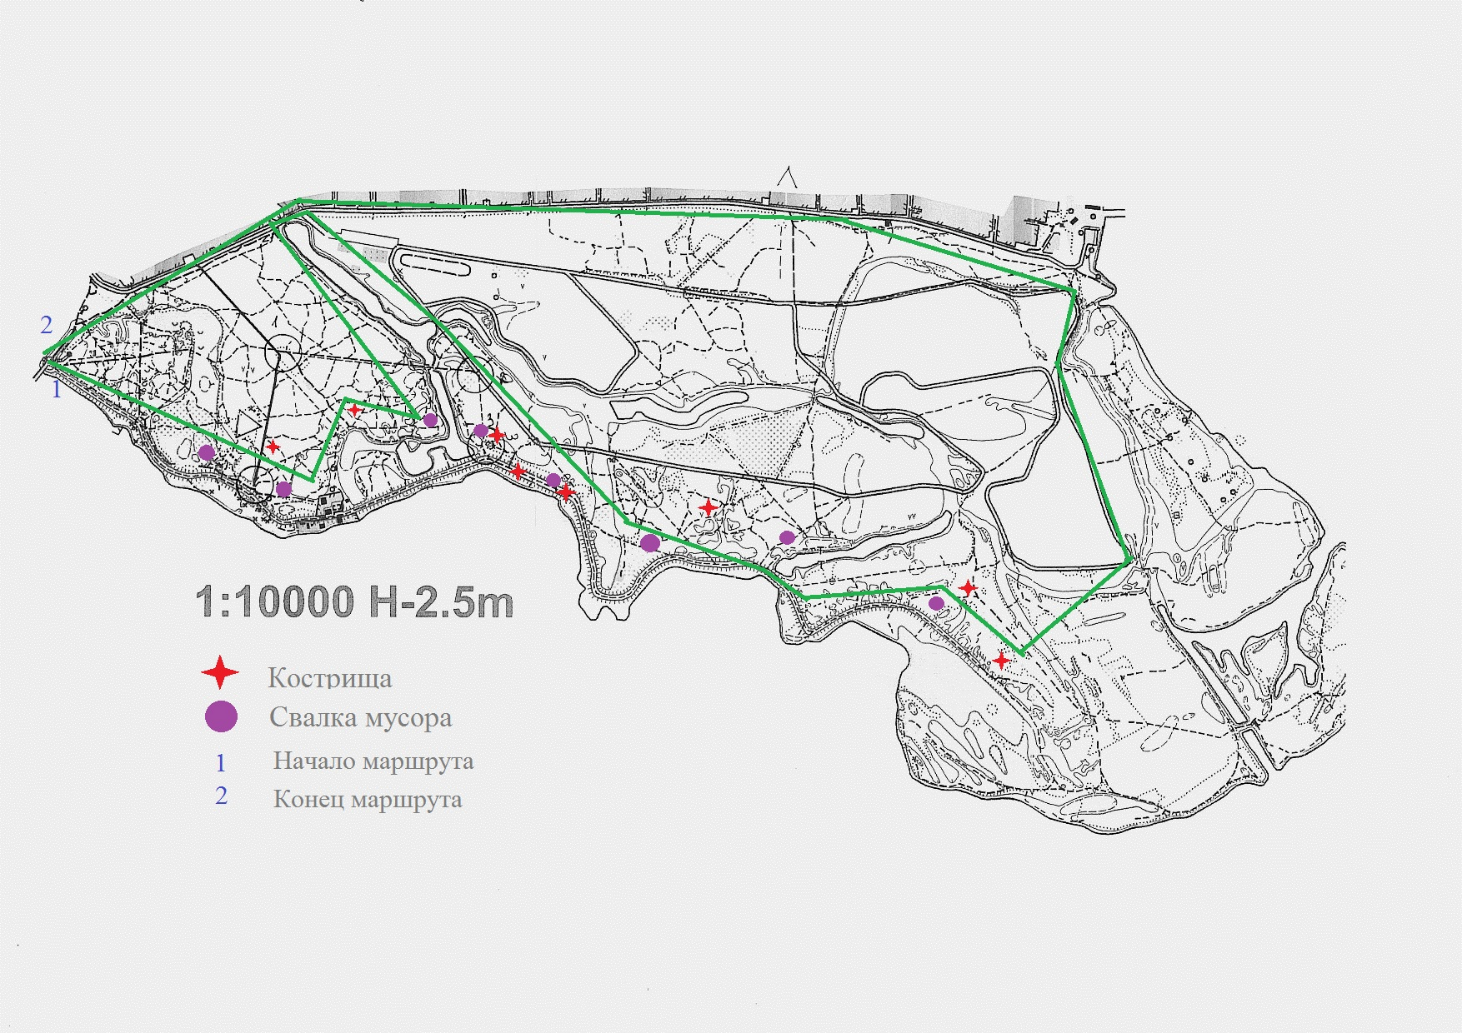 2
1
1:10000 H-2.5m
Кострища
Свалка мусора
1 Начало маршрута
2 Конец маршрута